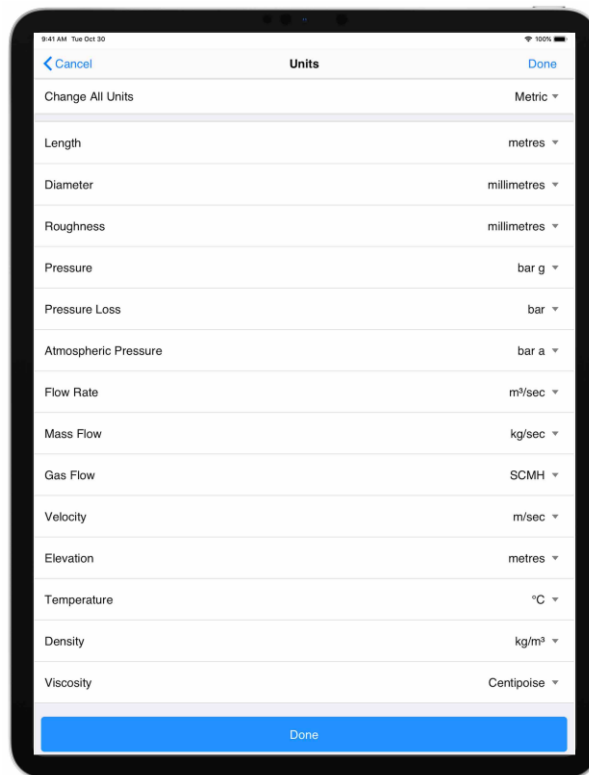 9:41 AM Tue Oct 30 100%
Cancel Units Done
Change All Units Metric
Length metres
Diameter millimetres
Roughness millimetres
Pressure bar g
Pressure Loss bar
Atmospheric Pressure bar a
Flow Rate m³/sec
Mass Flow kg/sec
Gas Flow SCMH
Velocity m/sec
Elevation metres
Temperature °C
Density kg/m³
Viscosity Centipoise
Done